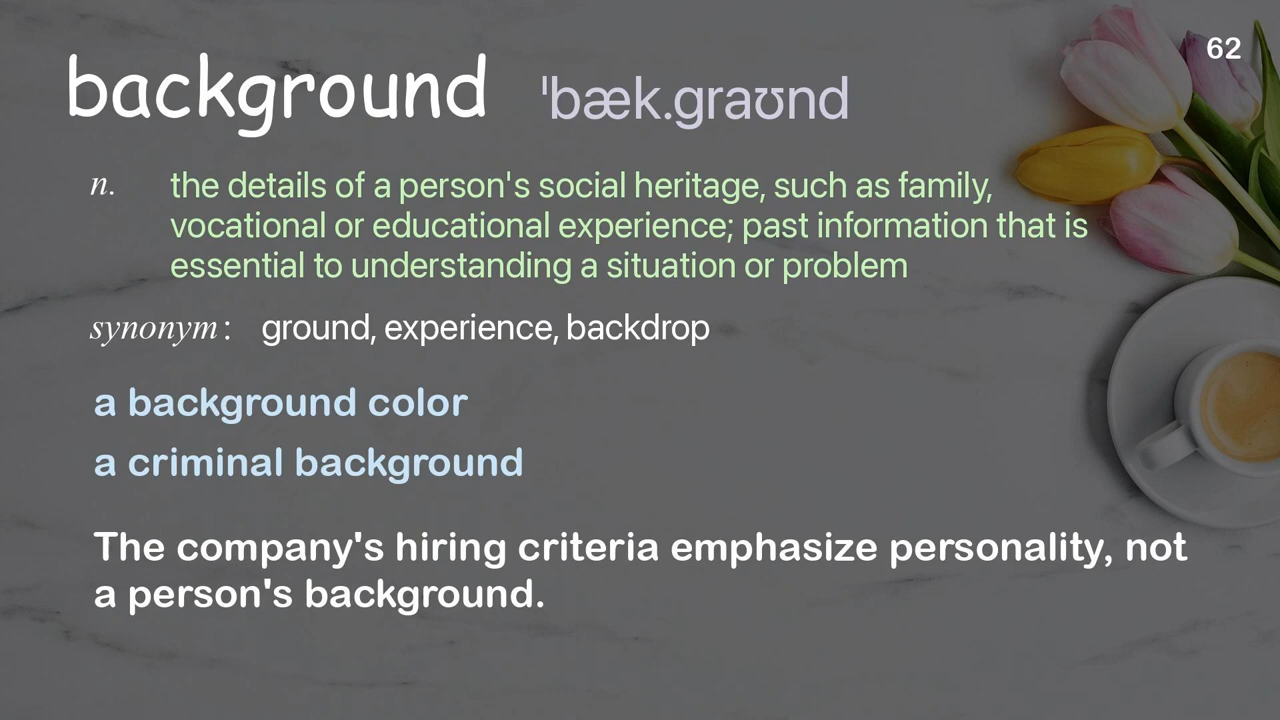 62
background ˈbæk.graʊnd
n. the details of a person's social heritage, such as family,
vocational or educational experience; past information that is
essential to understanding a situation or problem
synonym: ground, experience, backdrop
a background color
a criminal background
The company's hiring criteria emphasize personality, not
a person's background.